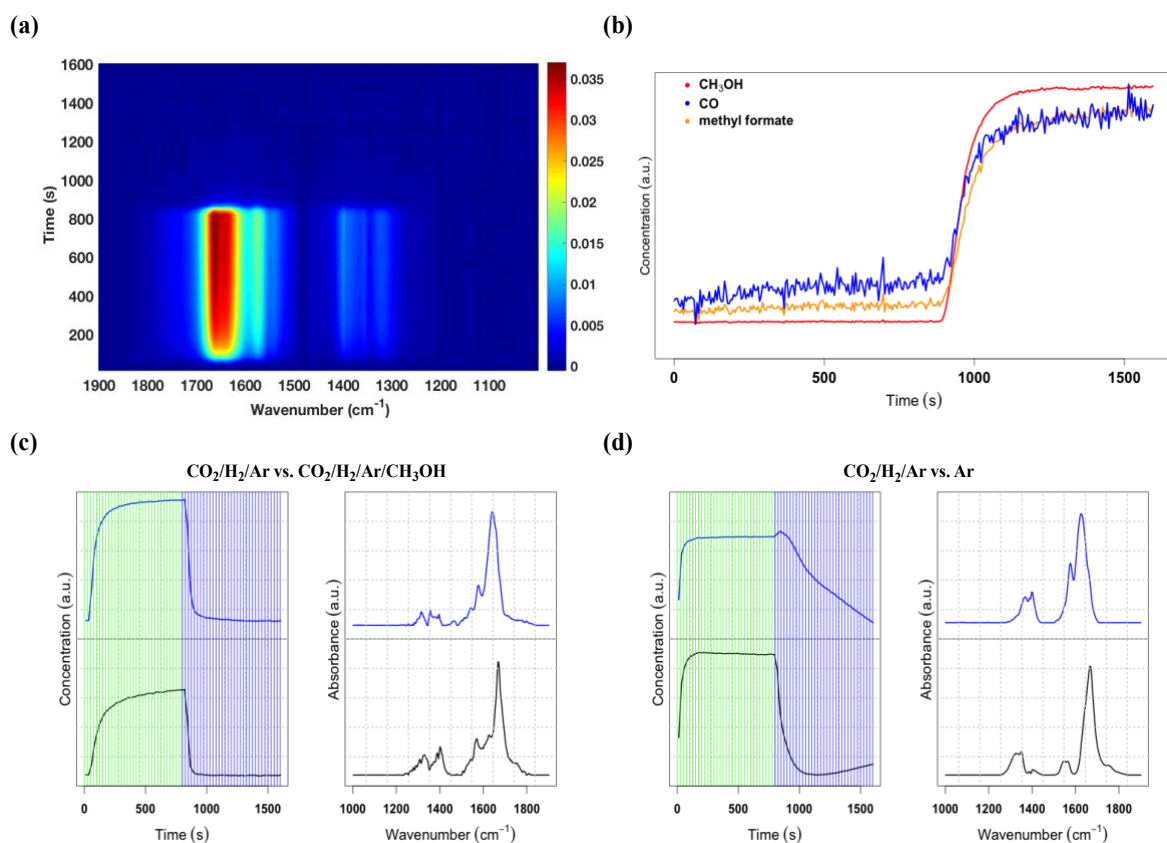 (a)
1600
1400
1200
1000
800
600
400
200
Time (s)
1900 1800 1700 1600 1500 1400 1300 1200 1100
Wavenumber (cm⁻¹)
0.035
0.03
0.025
0.02
0.015
0.01
0.005
0
(b)
CH₃OH
CO
methyl formate
Concentration (a.u.)
0 500 1000 1500
Time (s)
(c)
CO₂/H₂/Ar vs. CO₂/H₂/Ar/CH₃OH
Concentration (a.u.)
0 500 1000 1500
Time (s)
Absorbance (a.u.)
1000 1200 1400 1600 1800
Wavenumber (cm⁻¹)
(d)
CO₂/H₂/Ar vs. Ar
Concentration (a.u.)
0 500 1000 1500
Time (s)
Absorbance (a.u.)
1000 1200 1400 1600 1800
Wavenumber (cm⁻¹)